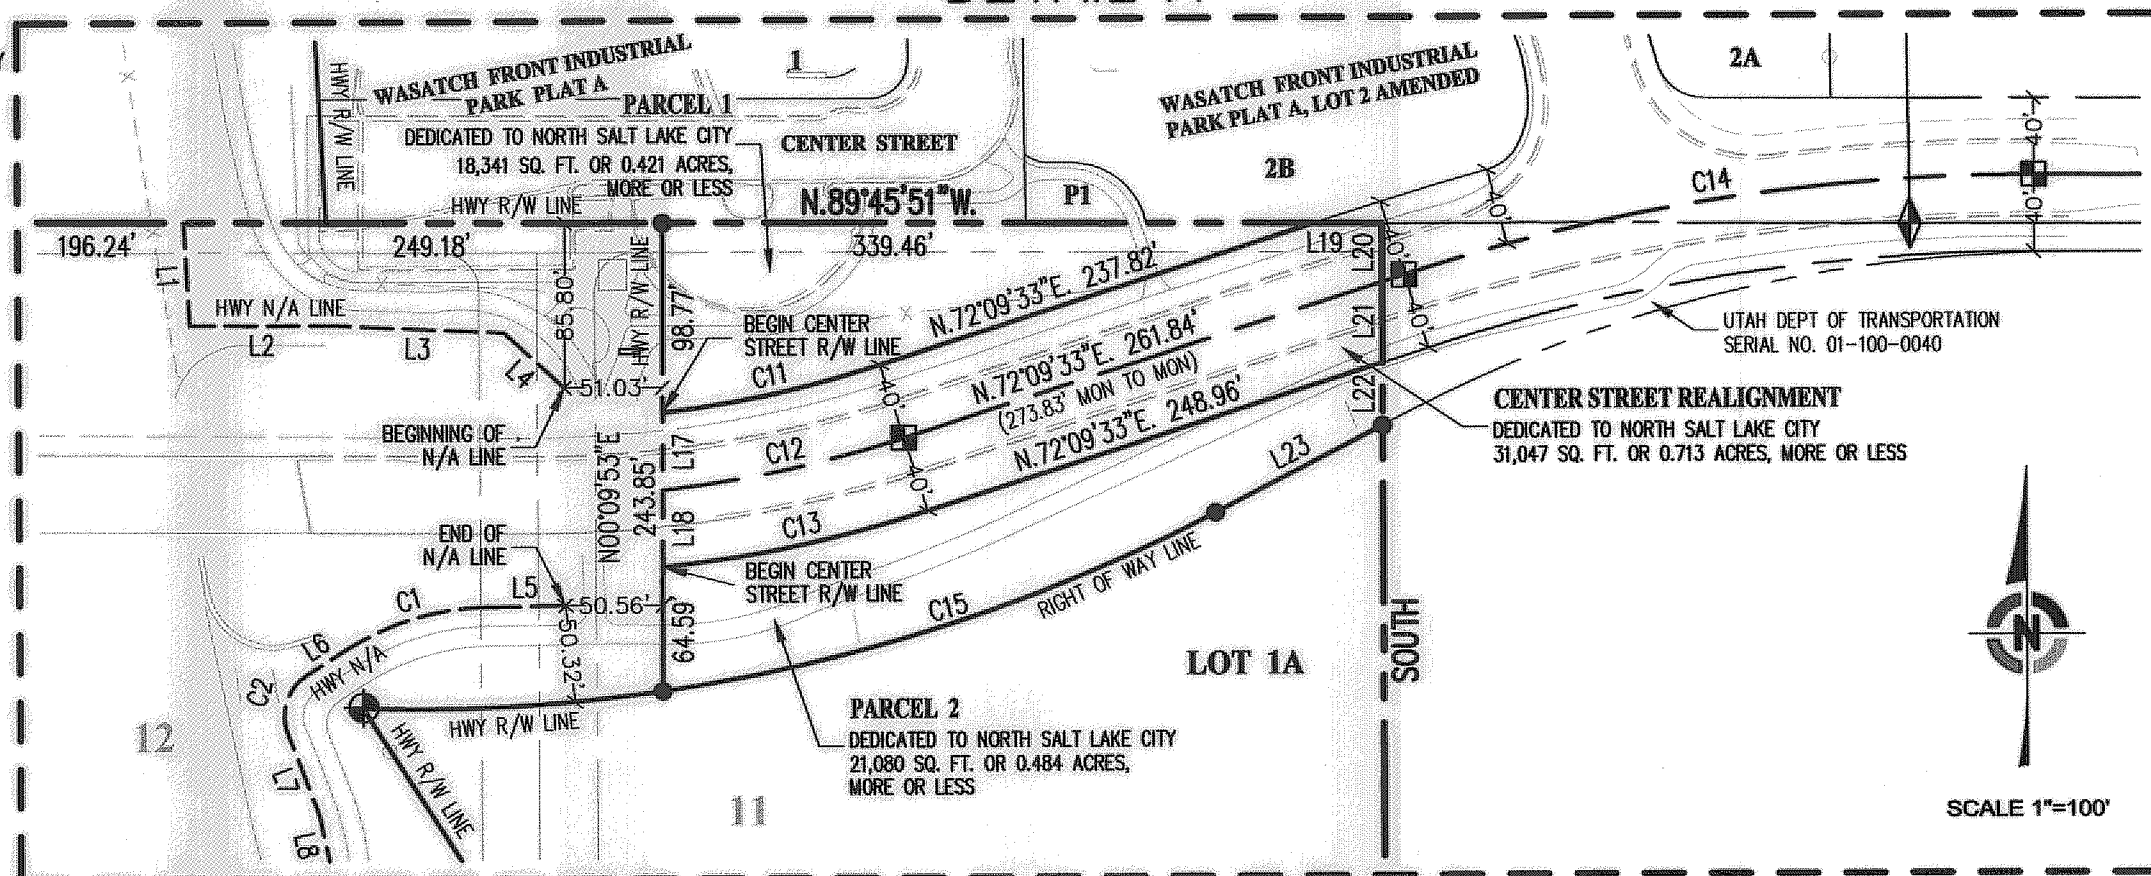 WASATCH FRONT INDUSTRIAL
PARK PLAT A
PARCEL 1
DEDICATED TO NORTH SALT LAKE CITY
18,341 SQ. FT. OR 0.421 ACRES,
MORE OR LESS
HWY R/W LINE
1
CENTER STREET
WASATCH FRONT INDUSTRIAL
PARK PLAT A, LOT 2 AMENDED
2A
2B
P1
C14
40'
40'
40'
HWY R/W LINE
N.89°45'51"W.
196.24'
249.18'
339.46'
L19
L20
40'
L1
HWY N/A LINE
L2
L3
L4
85.80'
HWY R/W LINE
98.77'
BEGIN CENTER
STREET R/W LINE
N.72°09'33"E. 237.82'
L21
40'
UTAH DEPT OF TRANSPORTATION
SERIAL NO. 01-100-0040
51.03'
C11
40'
N.72°09'33"E. 261.84'
(273.83' MON TO MON)
L22
CENTER STREET REALIGNMENT
DEDICATED TO NORTH SALT LAKE CITY
31,047 SQ. FT. OR 0.713 ACRES, MORE OR LESS
BEGINNING OF
N/A LINE
N00°09'53"E
243.85'
L17
C12
40'
N.72°09'33"E. 248.96'
L23
END OF
N/A LINE
L18
C13
BEGIN CENTER
STREET R/W LINE
L5
C1
50.56'
50.32'
64.59'
C15
RIGHT OF WAY LINE
L6
HWY N/A
C2
HWY R/W LINE
HWY R/W LINE
LOT 1A
SOUTH
N
PARCEL 2
DEDICATED TO NORTH SALT LAKE CITY
21,080 SQ. FT. OR 0.484 ACRES,
MORE OR LESS
12
L7
L8
11
SCALE 1"=100'